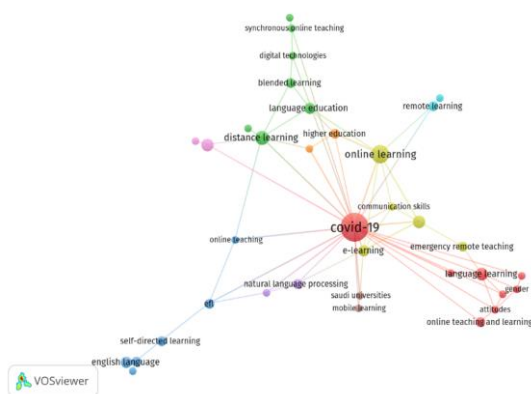 synchronous online teaching
digital technologies
blended learning
language education
remote learning
distance learning
higher education
online learning
communication skills
covid-19
online teaching
e-learning
emergency remote teaching
language learning
natural language processing
gender
saudi universities
efl
mobile learning
attitudes
online teaching and learning
self-directed learning
english language
VOSviewer